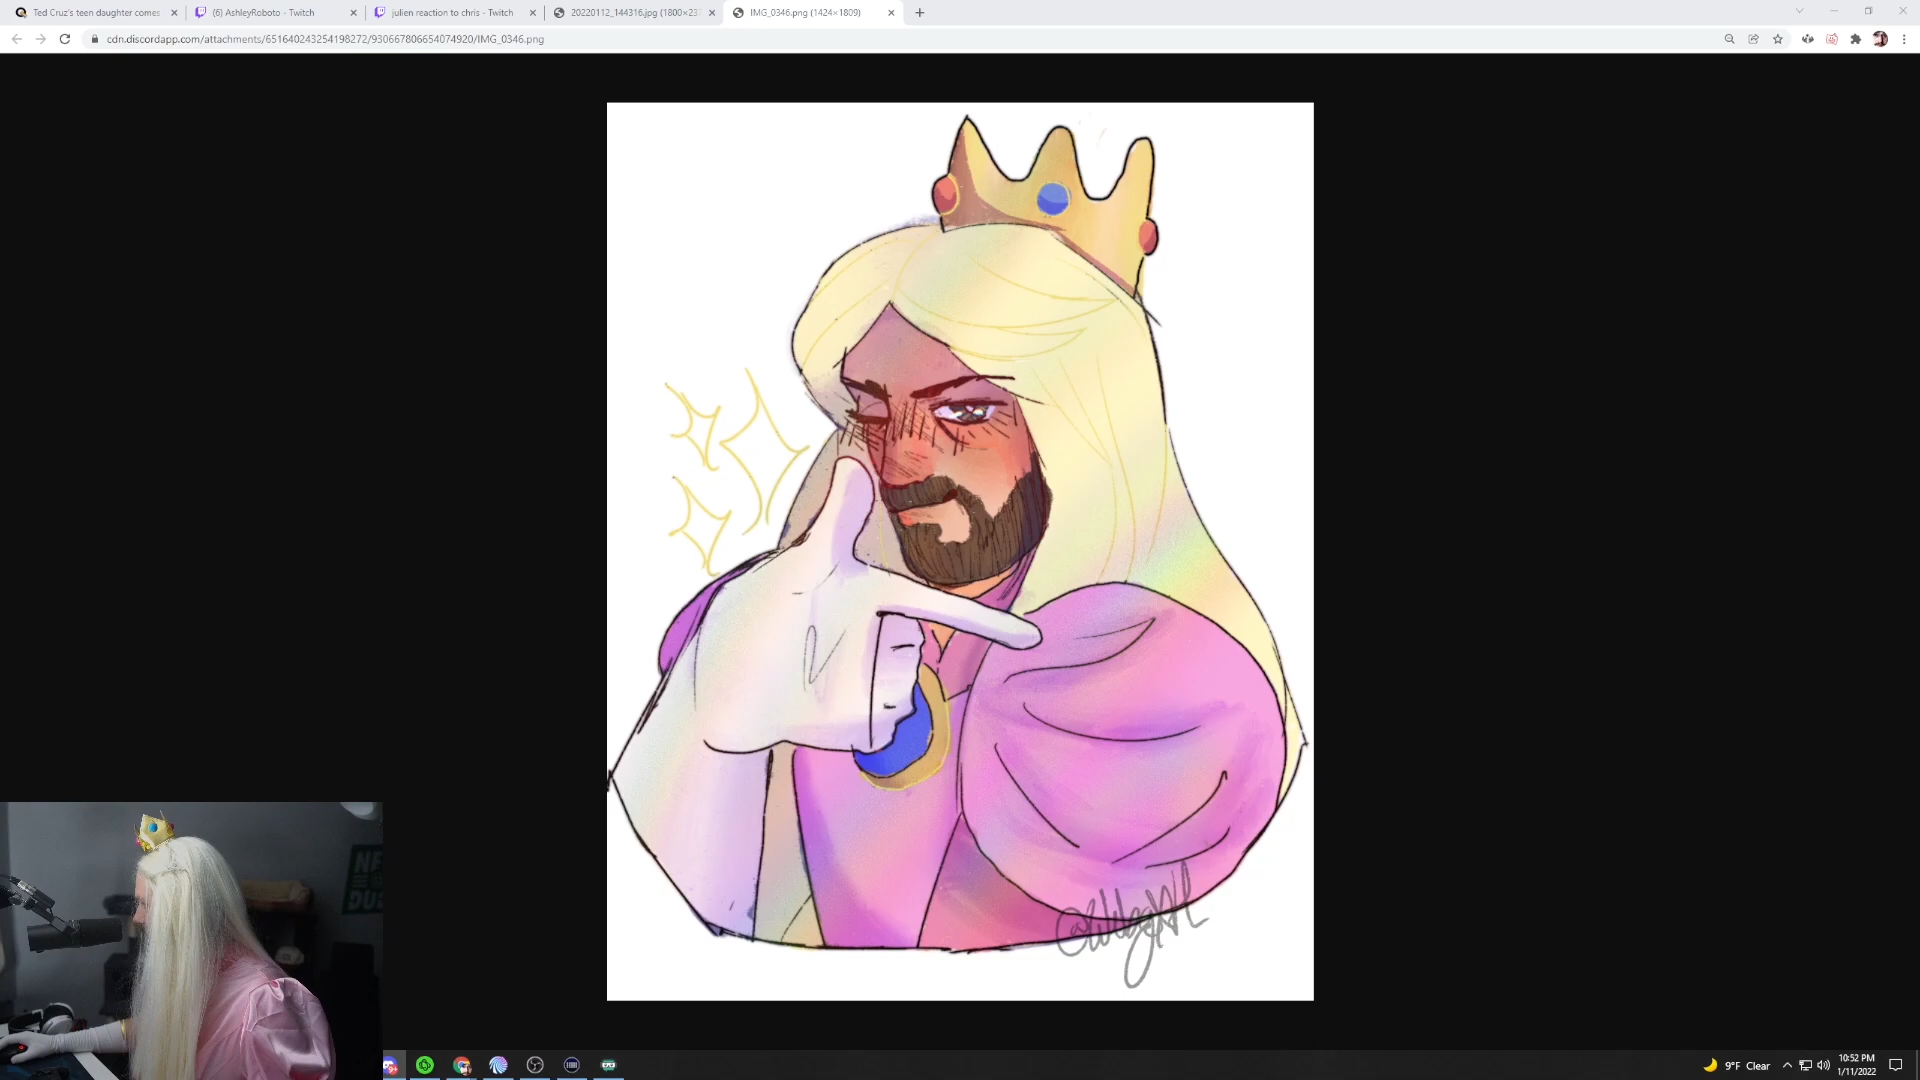 Ted Cruz's teen daughter comes
(6) AshleyRoboto - Twitch
julien reaction to chris - Twitch
20220112_144316.jpg (1800×237
IMG_0346.png (1424×1809)
cdn.discordapp.com/attachments/651640243254198272/930667806654074920/IMG_0346.png
9°F Clear
10:52 PM
1/11/2022